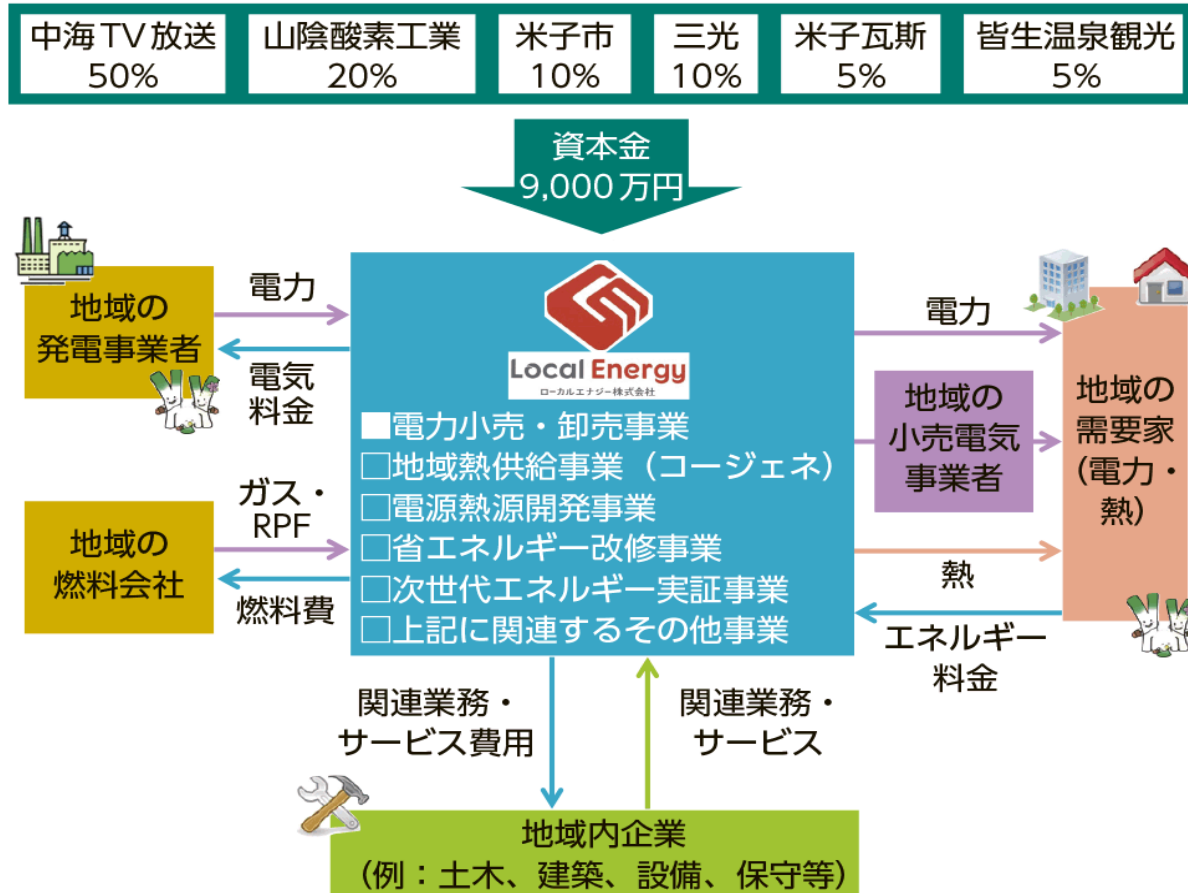 中海TV放送
50%
山陰酸素工業
20%
米子市
10%
三光
10%
米子瓦斯
5%
皆生温泉観光
5%
資本金
9,000万円
地域の
発電事業者
電力
電気
料金
地域の
燃料会社
ガス・
RPF
燃料費
Local Energy
ローカルエナジー株式会社
■電力小売・卸売事業
□地域熱供給事業（コージェネ）
□電源熱源開発事業
□省エネルギー改修事業
□次世代エネルギー実証事業
□上記に関連するその他事業
電力
地域の
小売電気
事業者
熱
エネルギー
料金
地域の
需要家
(電力・
熱)
関連業務・
サービス費用
関連業務・
サービス
地域内企業
（例：土木、建築、設備、保守等）